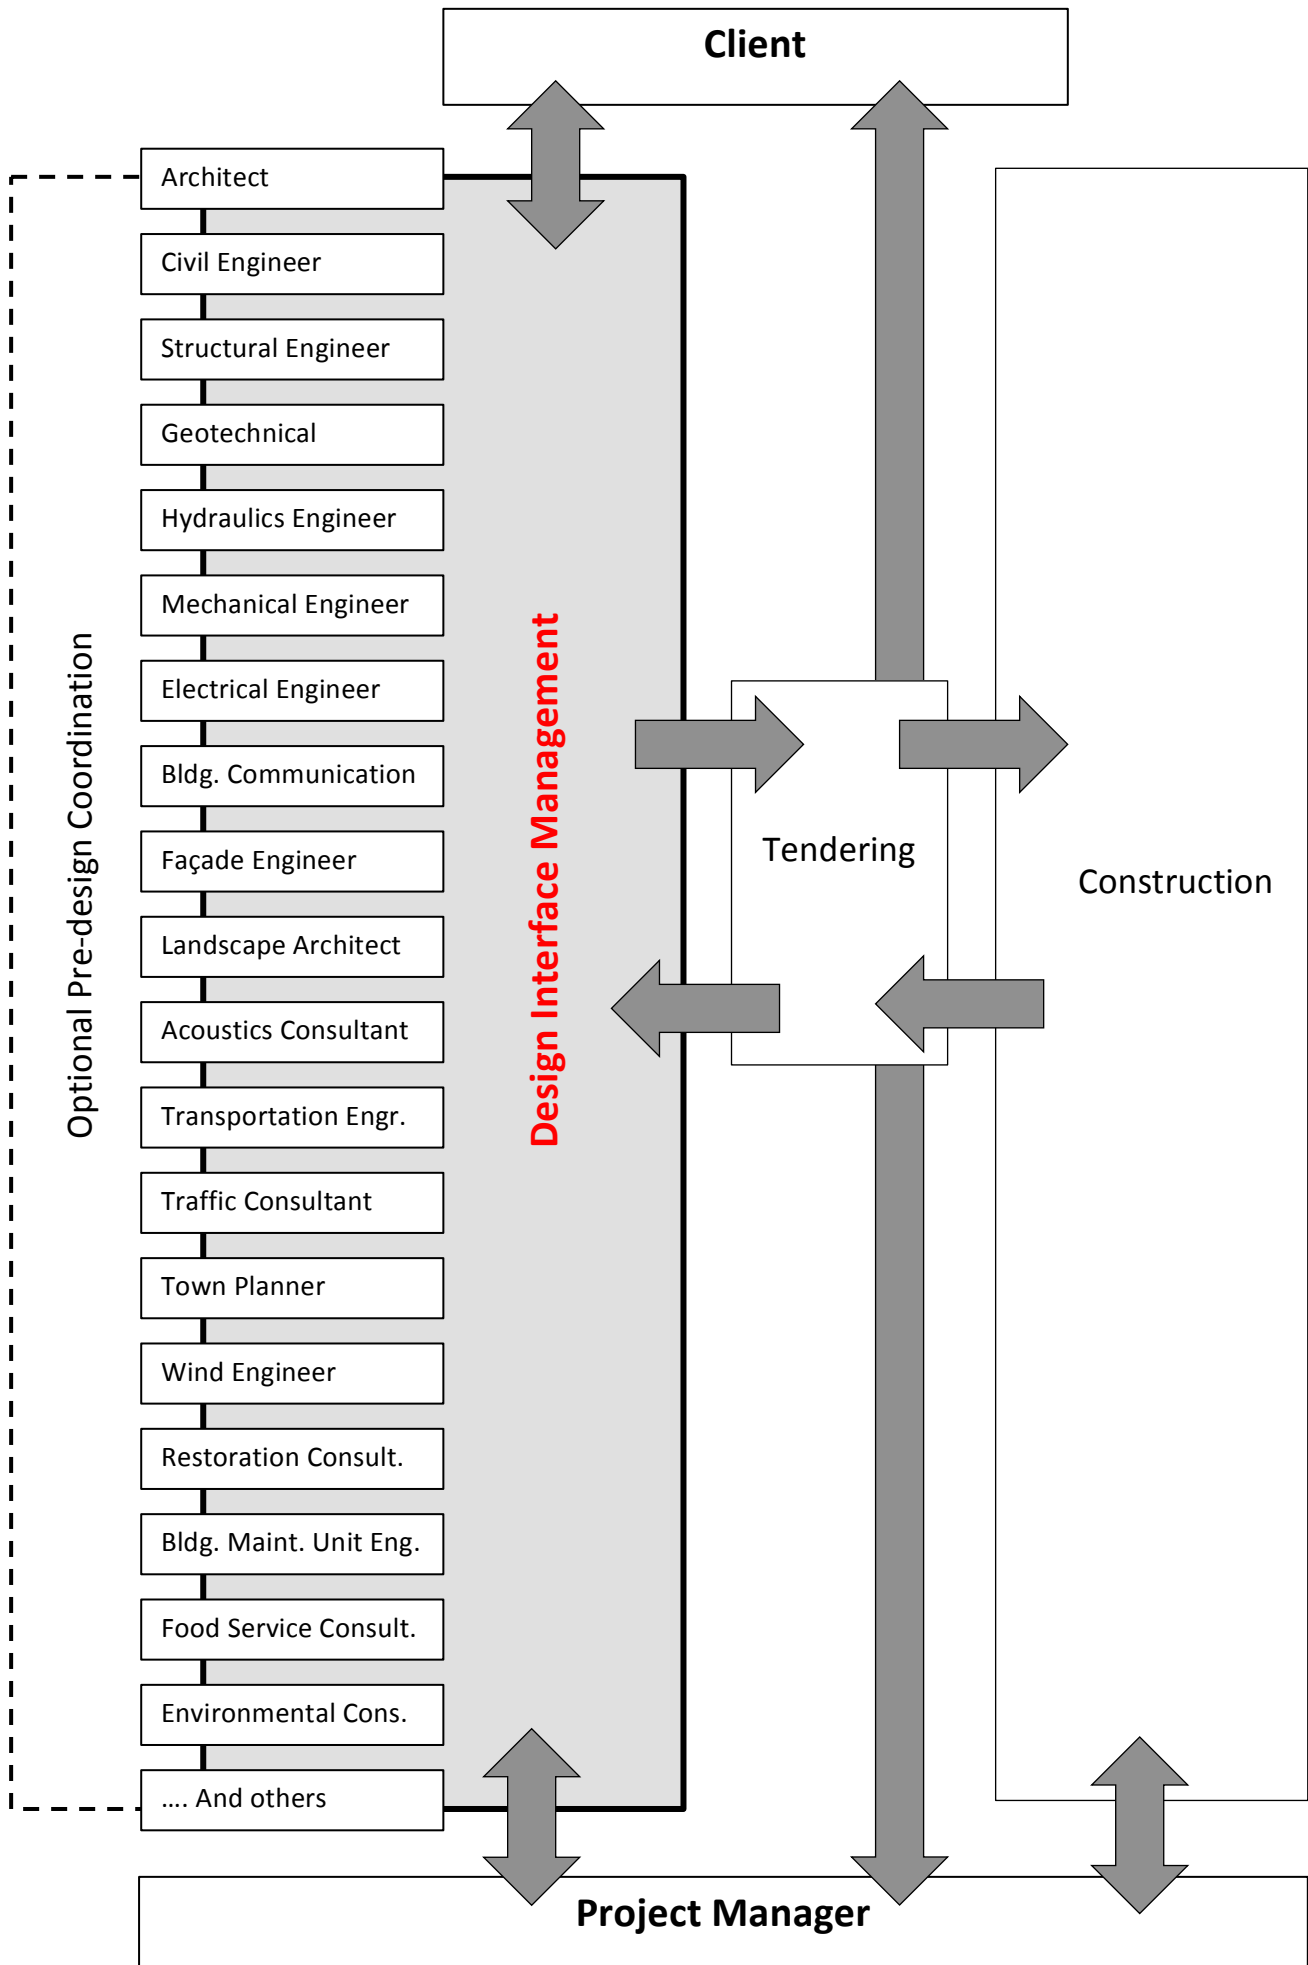 Client
Architect
Civil Engineer
Structural Engineer
Geotechnical
Hydraulics Engineer
Mechanical Engineer
Electrical Engineer
Bldg. Communication
Façade Engineer
Landscape Architect
Acoustics Consultant
Transportation Engr.
Traffic Consultant
Town Planner
Wind Engineer
Restoration Consult.
Bldg. Maint. Unit Eng.
Food Service Consult.
Environmental Cons.
…. And others
Optional Pre-design Coordination
Design Interface Management
Tendering
Construction
Project Manager